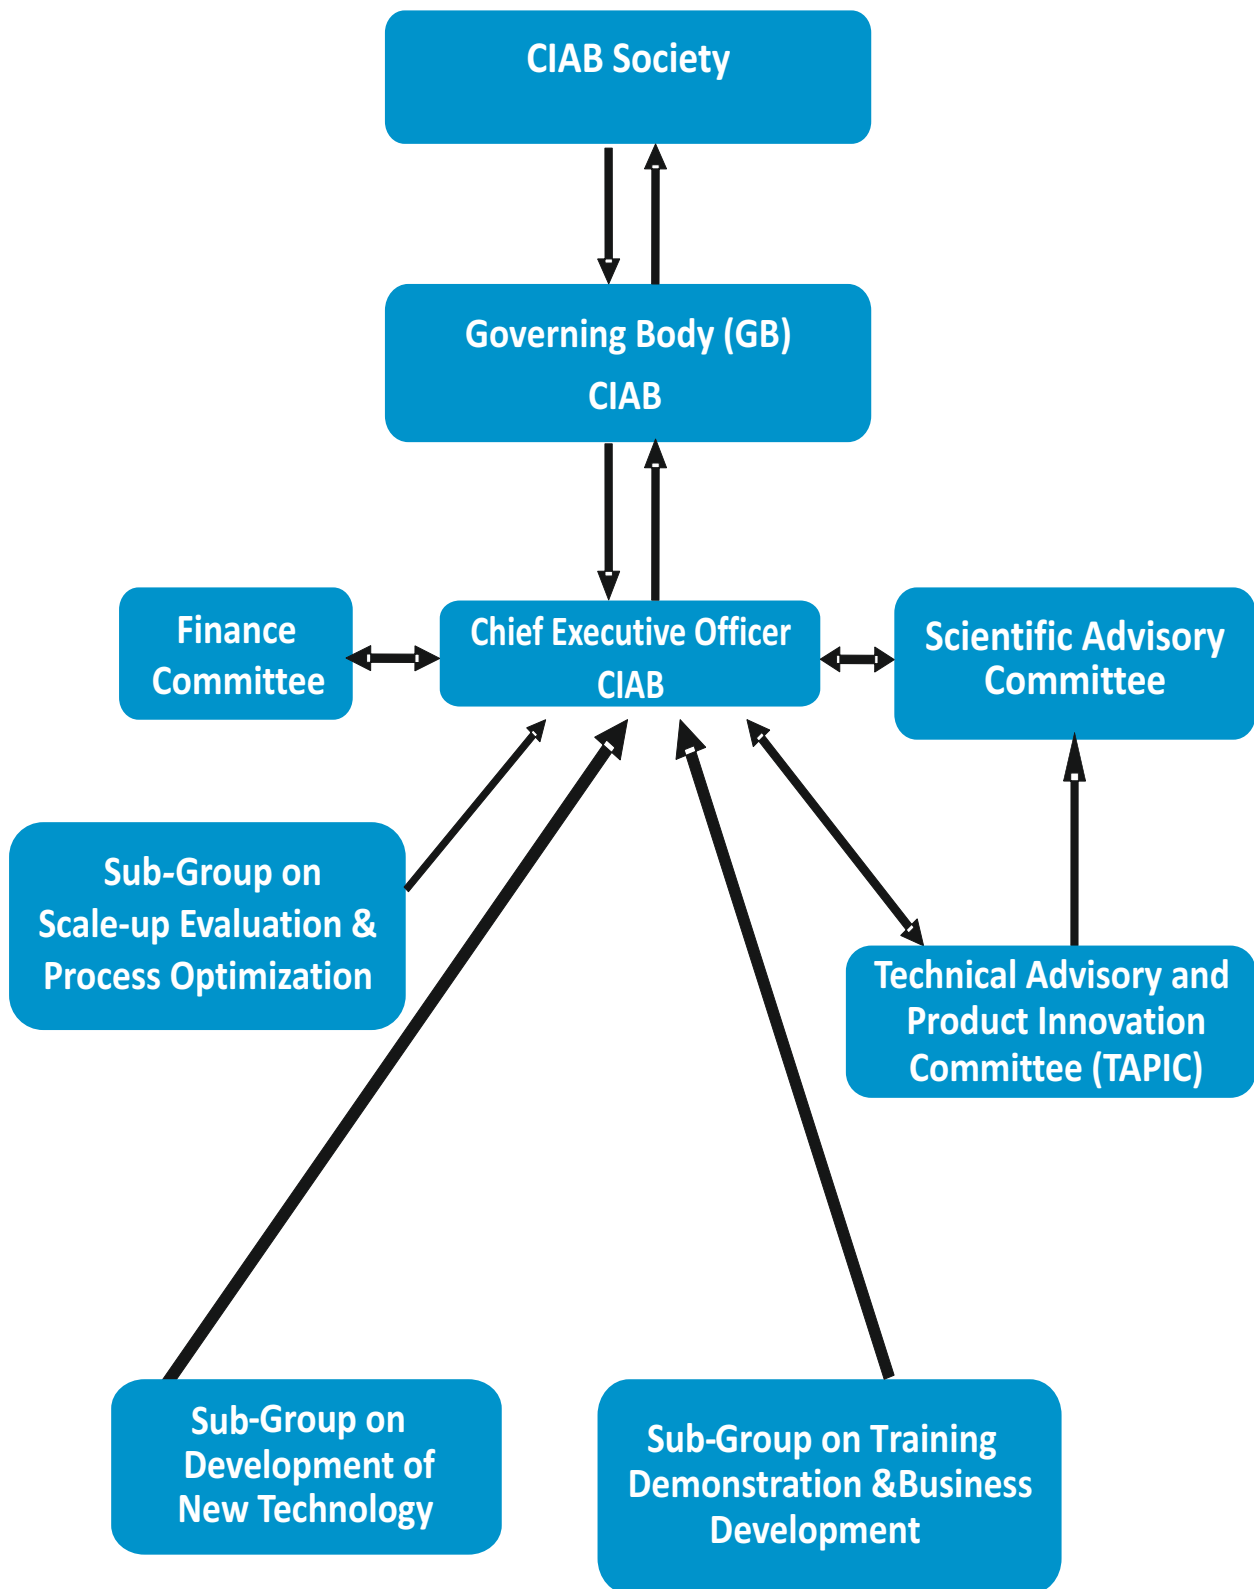 CIAB Society
Governing Body (GB)
CIAB
Finance
Committee
Chief Executive Officer
CIAB
Scientific Advisory
Committee
Sub-Group on
Scale-up Evaluation &
Process Optimization
Technical Advisory and
Product Innovation
Committee (TAPIC)
Sub-Group on
Development of
New Technology
Sub-Group on Training
Demonstration &Business
Development